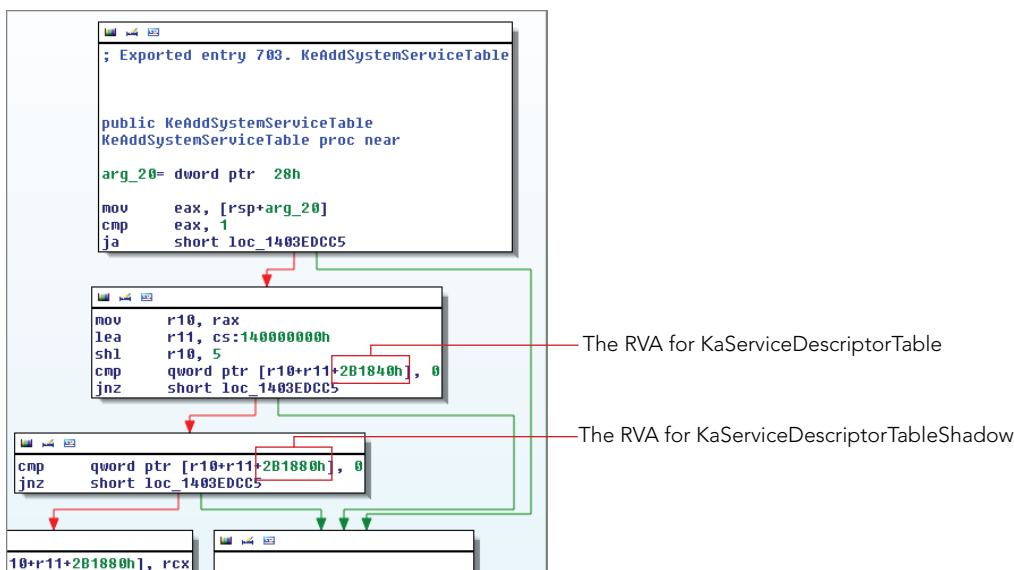 ; Exported entry 703. KeAddSystemServiceTable
public KeAddSystemServiceTable
KeAddSystemServiceTable proc near
arg_20= dword ptr 28h
mov eax, [rsp+arg_20]
cmp eax, 1
ja short loc_1403EDCC5
mov r10, rax
lea r11, cs:140000000h
shl r10, 5
cmp qword ptr [r10+r11+2B1840h], 0
jnz short loc_1403EDCC5
The RVA for KaServiceDescriptorTable
cmp qword ptr [r10+r11+2B1880h], 0
jnz short loc_1403EDCC5
The RVA for KaServiceDescriptorTableShadow
10+r11+2B1880h], rcx